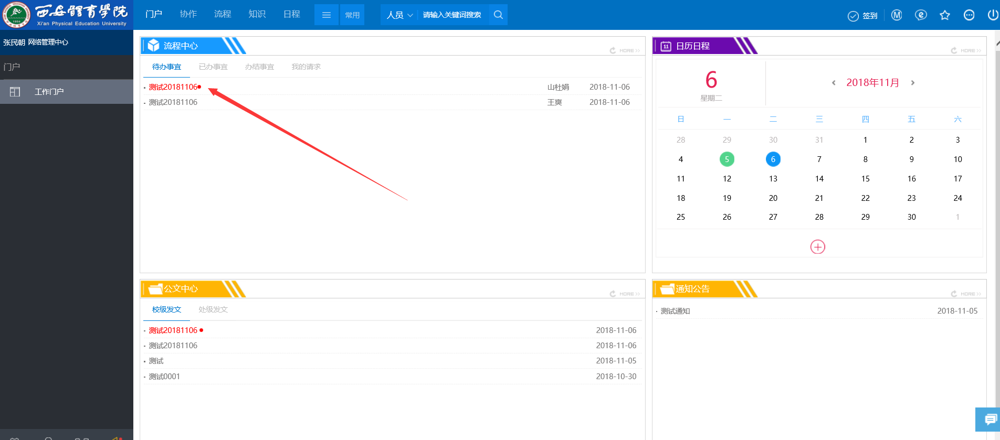 西安體育學院
Xi'an Physical Education University
门户 协作 流程 知识 日程 常用 人员 请输入关键词搜索 签到
张民朝 网络管理中心
门户
工作门户
流程中心
MORE >>
待办事宜 已办事宜 办结事宜 我的请求
测试20181106 山杜娟 2018-11-06
测试20181106 王爽 2018-11-06
11 日历日程
MORE >>
6
星期二
2018年11月
日 一 二 三 四 五 六
28 29 30 31 1 2 3
4 5 6 7 8 9 10
11 12 13 14 15 16 17
18 19 20 21 22 23 24
25 26 27 28 29 30 1
公文中心
MORE >>
校级发文 处级发文
测试20181106 2018-11-06
测试20181106 2018-11-06
测试 2018-11-05
测试0001 2018-10-30
通知公告
MORE >>
测试通知 2018-11-05